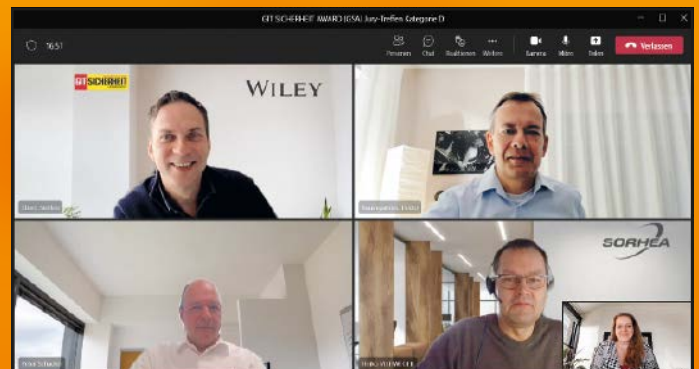 GIT SICHERHEIT AWARD (GSA) Jury-Treffen Kategorie D
16:51
Personen Chat Reaktionen Weitere Kamera Mikro Teilen Verlassen
GIT SICHERHEIT
WILEY
SORHEA